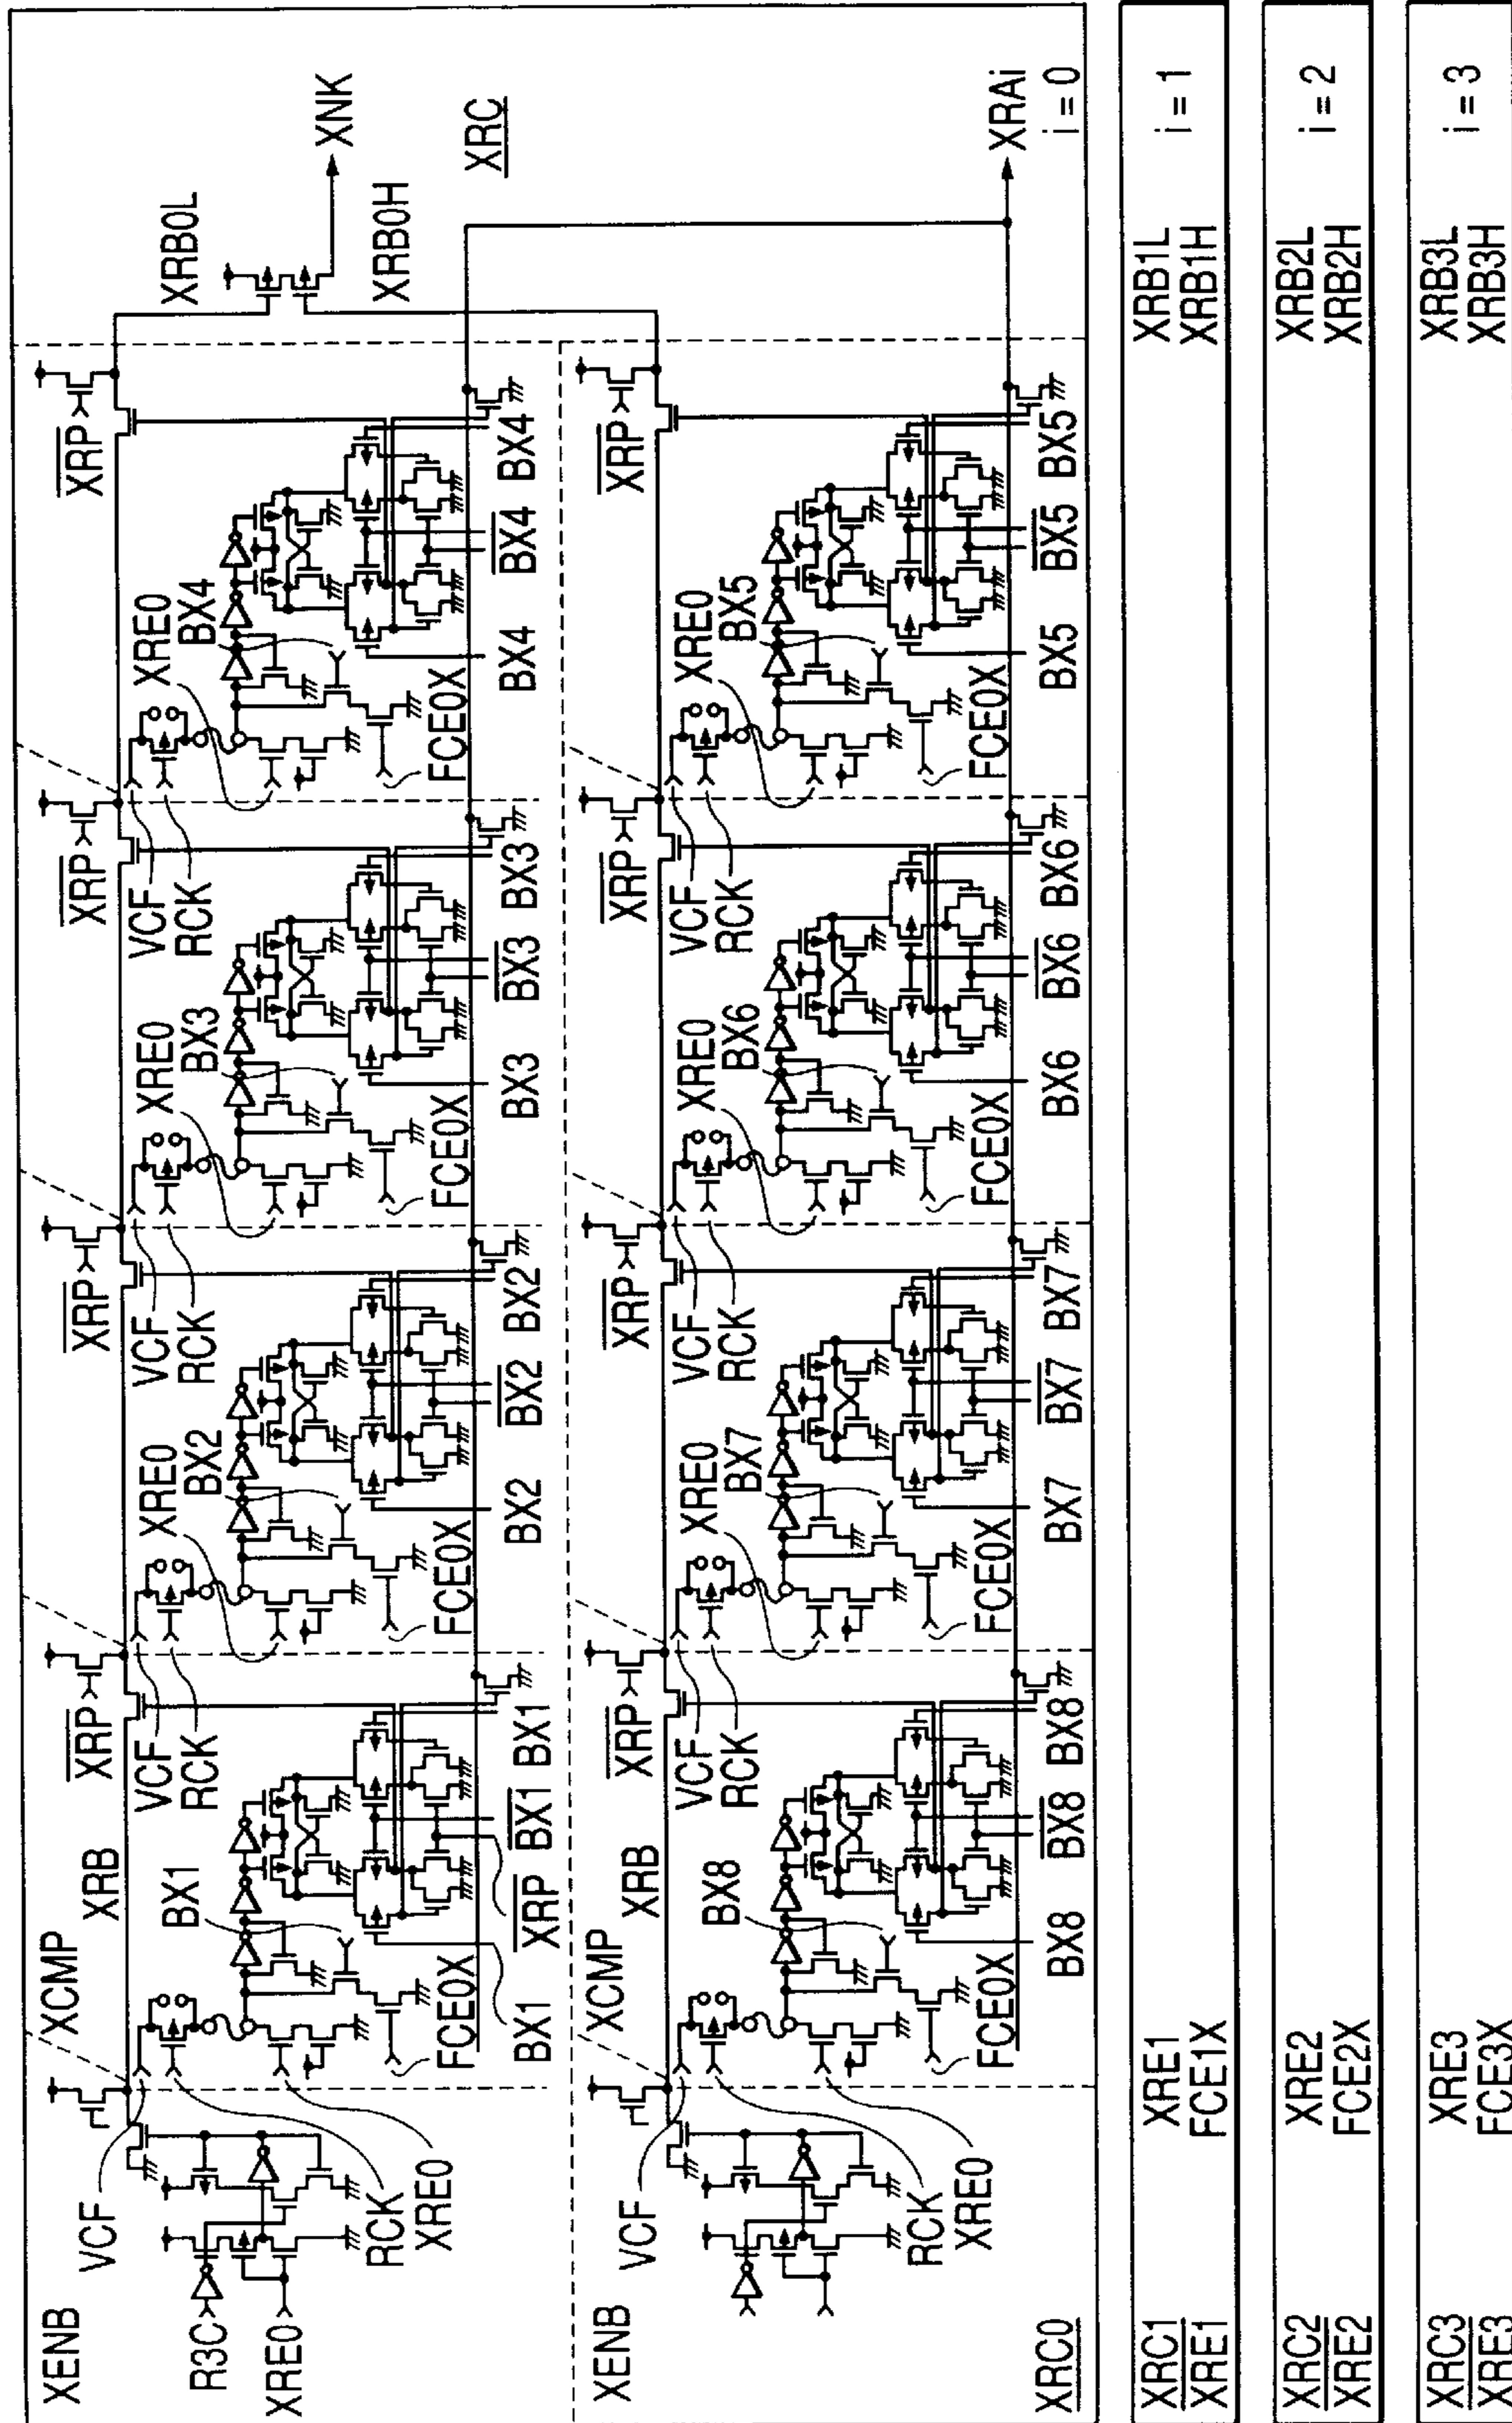 XENB
R3C
XRE0
VCF
RCK
XRE0
XCMP
XRB
BX1
BX1
XRP
BX1
BX1
FCE0X
XRP
VCF
RCK
XRE0
BX2
BX2
BX2
BX2
FCE0X
XRP
VCF
RCK
XRE0
BX3
BX3
BX3
BX3
FCE0X
XRP
VCF
RCK
XRE0
BX4
BX4
BX4
BX4
FCE0X
XRP
XRB0L
XNK
XRB0H
XRC
XENB
VCF
RCK
XRE0
XCMP
XRB
BX8
BX8
BX8
BX8
FCE0X
XRP
VCF
RCK
XRE0
BX7
BX7
BX7
BX7
FCE0X
XRP
VCF
RCK
XRE0
BX6
BX6
BX6
BX6
FCE0X
XRP
VCF
RCK
XRE0
BX5
BX5
BX5
BX5
FCE0X
XRP
XRAi
i = 0
XRC0
XRC1 XRE1 XRB1L i = 1
XRE1 FCE1X XRB1H
XRC2 XRE2 XRB2L i = 2
XRE2 FCE2X XRB2H
XRC3 XRE3 XRB3L i = 3
XRE3 FCE3X XRB3H